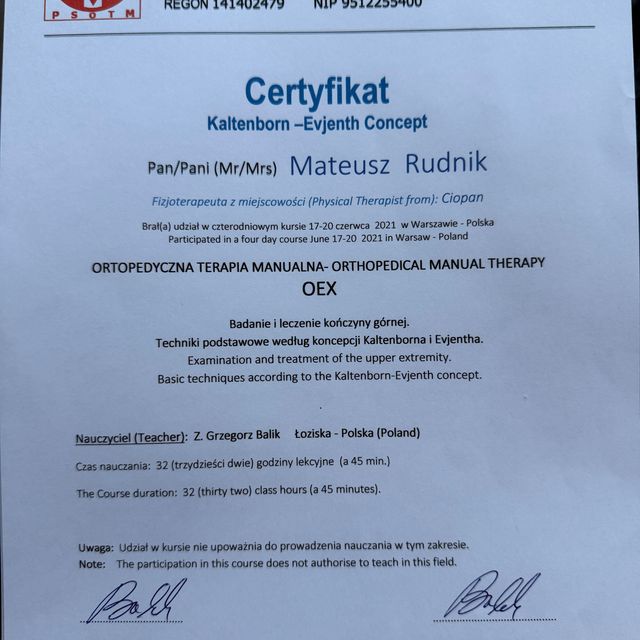 PSOTM
REGON 141402479 NIP 9512255400
Certyfikat
Kaltenborn –Evjenth Concept
Pan/Pani (Mr/Mrs) Mateusz Rudnik
Fizjoterapeuta z miejscowości (Physical Therapist from): Ciopan
Brał(a) udział w czterodniowym kursie 17-20 czerwca 2021 w Warszawie - Polska
Participated in a four day course June 17-20 2021 in Warsaw - Poland
ORTOPEDYCZNA TERAPIA MANUALNA- ORTHOPEDICAL MANUAL THERAPY
OEX
Badanie i leczenie kończyny górnej.
Techniki podstawowe według koncepcji Kaltenborna i Evjentha.
Examination and treatment of the upper extremity.
Basic techniques according to the Kaltenborn-Evjenth concept.
Nauczyciel (Teacher): Z. Grzegorz Balik Łoziska - Polska (Poland)
Czas nauczania: 32 (trzydzieści dwie) godziny lekcyjne (a 45 min.)
The Course duration: 32 (thirty two) class hours (a 45 minutes).
Uwaga: Udział w kursie nie upoważnia do prowadzenia nauczania w tym zakresie.
Note: The participation in this course does not authorise to teach in this field.